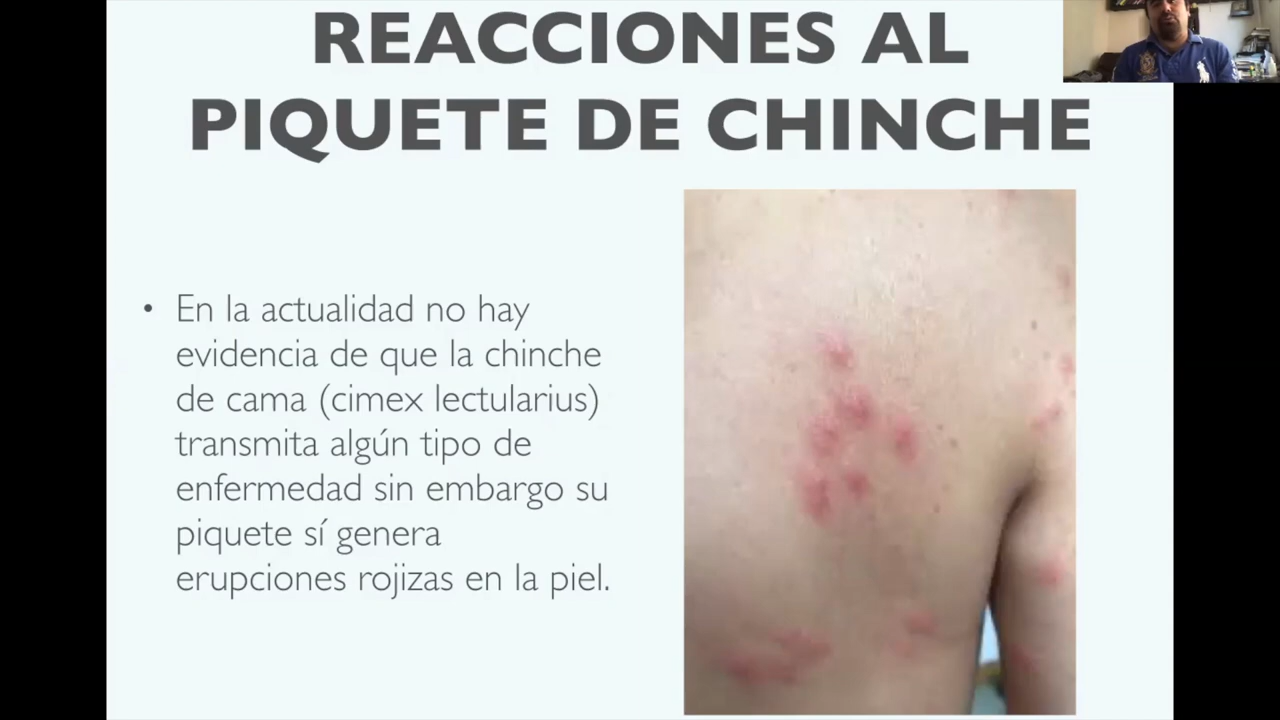 REACCIONES AL
PIQUETE DE CHINCHE
• En la actualidad no hay
evidencia de que la chinche
de cama (cimex lectularius)
transmita algún tipo de
enfermedad sin embargo su
piquete sí genera
erupciones rojizas en la piel.